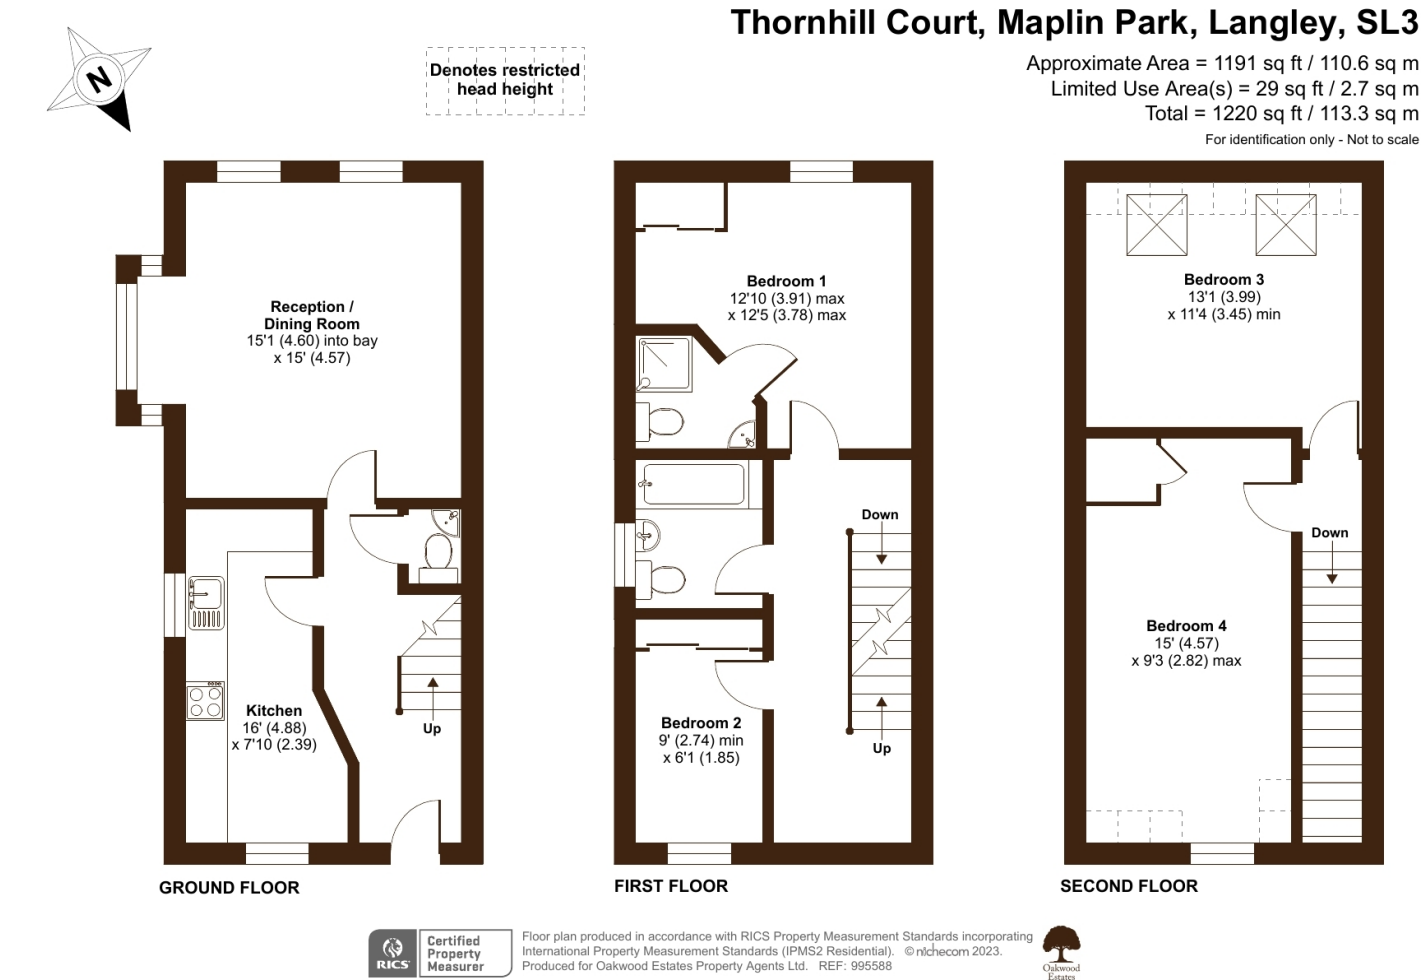 Thornhill Court, Maplin Park, Langley, SL3
Approximate Area = 1191 sq ft / 110.6 sq m
Limited Use Area(s) = 29 sq ft / 2.7 sq m
Total = 1220 sq ft / 113.3 sq m
For identification only - Not to scale
N
Denotes restricted
head height
Reception /
Dining Room
15'1 (4.60) into bay
x 15' (4.57)
Kitchen
16' (4.88)
x 7'10 (2.39)
Up
GROUND FLOOR
Bedroom 1
12'10 (3.91) max
x 12'5 (3.78) max
Down
Bedroom 2
9' (2.74) min
x 6'1 (1.85)
Up
FIRST FLOOR
Bedroom 3
13'1 (3.99)
x 11'4 (3.45) min
Down
Bedroom 4
15' (4.57)
x 9'3 (2.82) max
SECOND FLOOR
RICS
Certified
Property
Measurer
Floor plan produced in accordance with RICS Property Measurement Standards incorporating
International Property Measurement Standards (IPMS2 Residential). © nichecom 2023.
Produced for Oakwood Estates Property Agents Ltd. REF: 995588
Oakwood
Estates